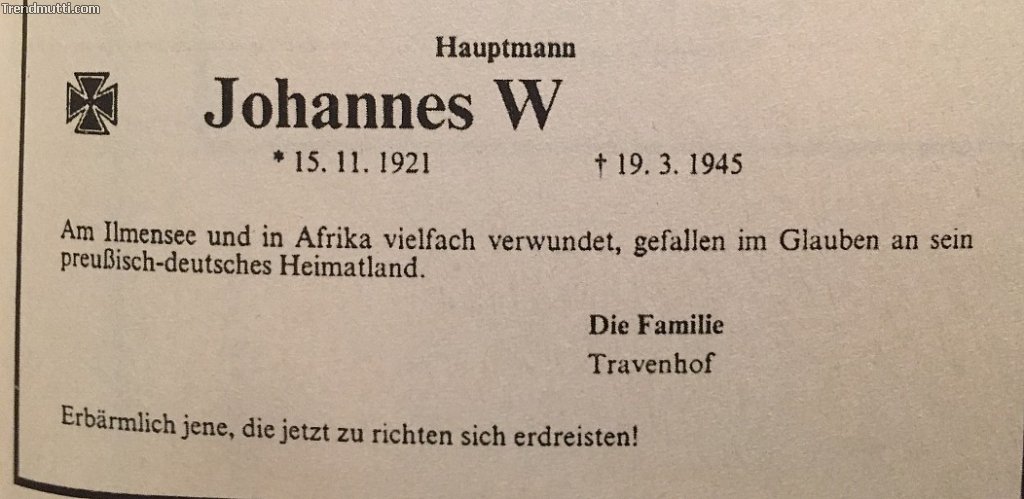 Trendmutti.com
Hauptmann
Johannes W
* 15. 11. 1921 † 19. 3. 1945
Am Ilmensee und in Afrika vielfach verwundet, gefallen im Glauben an sein
preußisch-deutsches Heimatland.
Die Familie
Travenhof
Erbärmlich jene, die jetzt zu richten sich erdreisten!